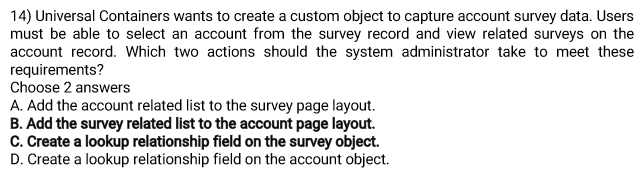 14) Universal Containers wants to create a custom object to capture account survey data. Users
must be able to select an account from the survey record and view related surveys on the
account record. Which two actions should the system administrator take to meet these
requirements?
Choose 2 answers
A. Add the account related list to the survey page layout.
B. Add the survey related list to the account page layout.
C. Create a lookup relationship field on the survey object.
D. Create a lookup relationship field on the account object.